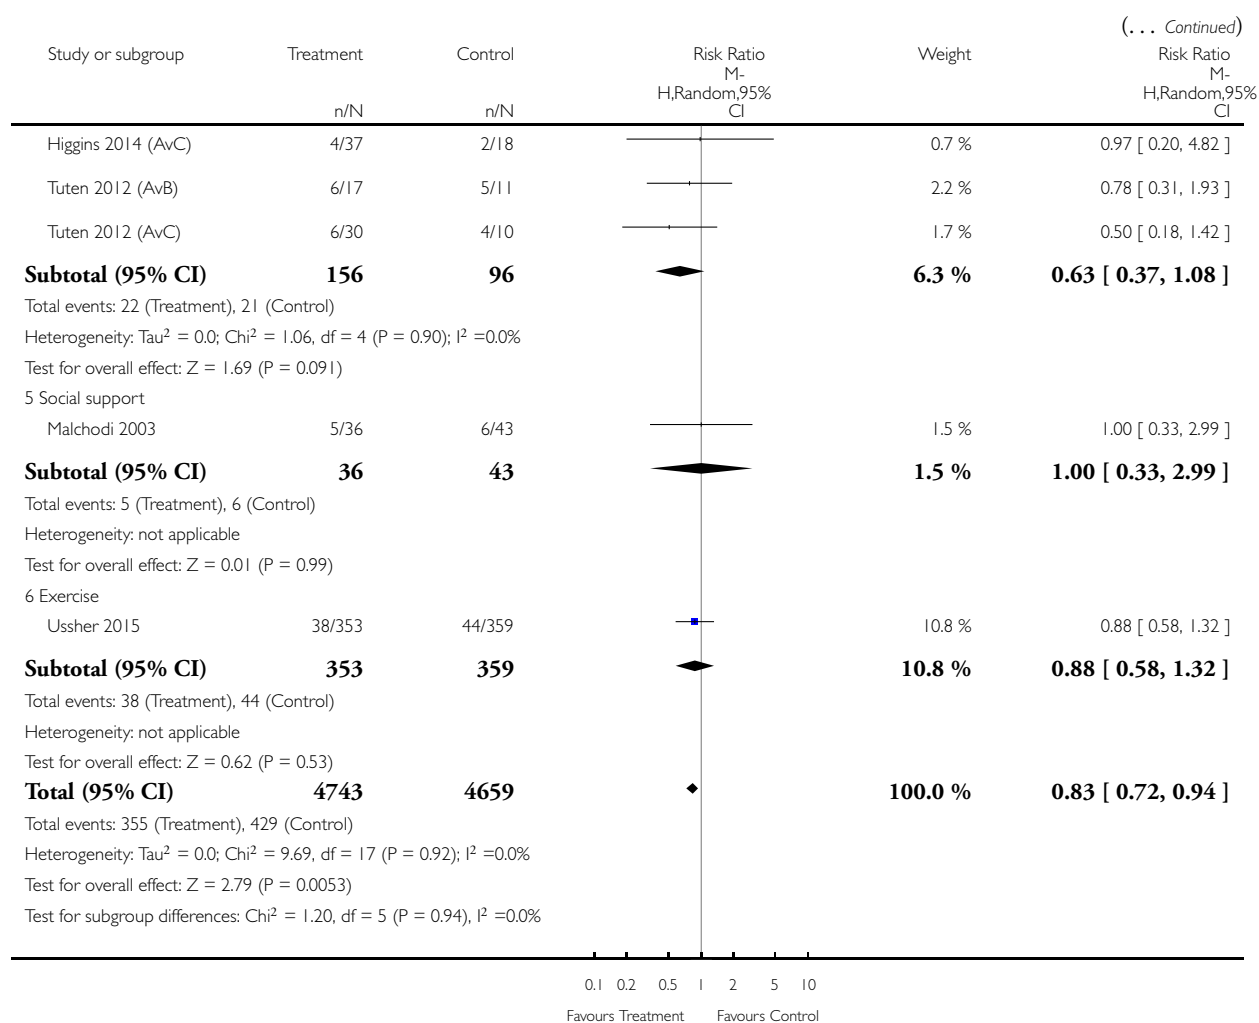 (... Continued)
Study or subgroup Treatment Control Risk Ratio Weight Risk Ratio
M- M-
H,Random,95% H,Random,95%
n/N n/N CI CI
Higgins 2014 (AvC) 4/37 2/18 0.7 % 0.97 [ 0.20, 4.82 ]
Tuten 2012 (AvB) 6/17 5/11 2.2 % 0.78 [ 0.31, 1.93 ]
Tuten 2012 (AvC) 6/30 4/10 1.7 % 0.50 [ 0.18, 1.42 ]
Subtotal (95% CI) 156 96 6.3 % 0.63 [ 0.37, 1.08 ]
Total events: 22 (Treatment), 21 (Control)
Heterogeneity: Tau² = 0.0; Chi² = 1.06, df = 4 (P = 0.90); I² =0.0%
Test for overall effect: Z = 1.69 (P = 0.091)
5 Social support
Malchodi 2003 5/36 6/43 1.5 % 1.00 [ 0.33, 2.99 ]
Subtotal (95% CI) 36 43 1.5 % 1.00 [ 0.33, 2.99 ]
Total events: 5 (Treatment), 6 (Control)
Heterogeneity: not applicable
Test for overall effect: Z = 0.01 (P = 0.99)
6 Exercise
Ussher 2015 38/353 44/359 10.8 % 0.88 [ 0.58, 1.32 ]
Subtotal (95% CI) 353 359 10.8 % 0.88 [ 0.58, 1.32 ]
Total events: 38 (Treatment), 44 (Control)
Heterogeneity: not applicable
Test for overall effect: Z = 0.62 (P = 0.53)
Total (95% CI) 4743 4659 100.0 % 0.83 [ 0.72, 0.94 ]
Total events: 355 (Treatment), 429 (Control)
Heterogeneity: Tau² = 0.0; Chi² = 9.69, df = 17 (P = 0.92); I² =0.0%
Test for overall effect: Z = 2.79 (P = 0.0053)
Test for subgroup differences: Chi² = 1.20, df = 5 (P = 0.94), I² =0.0%
0.1 0.2 0.5 1 2 5 10
Favours Treatment Favours Control